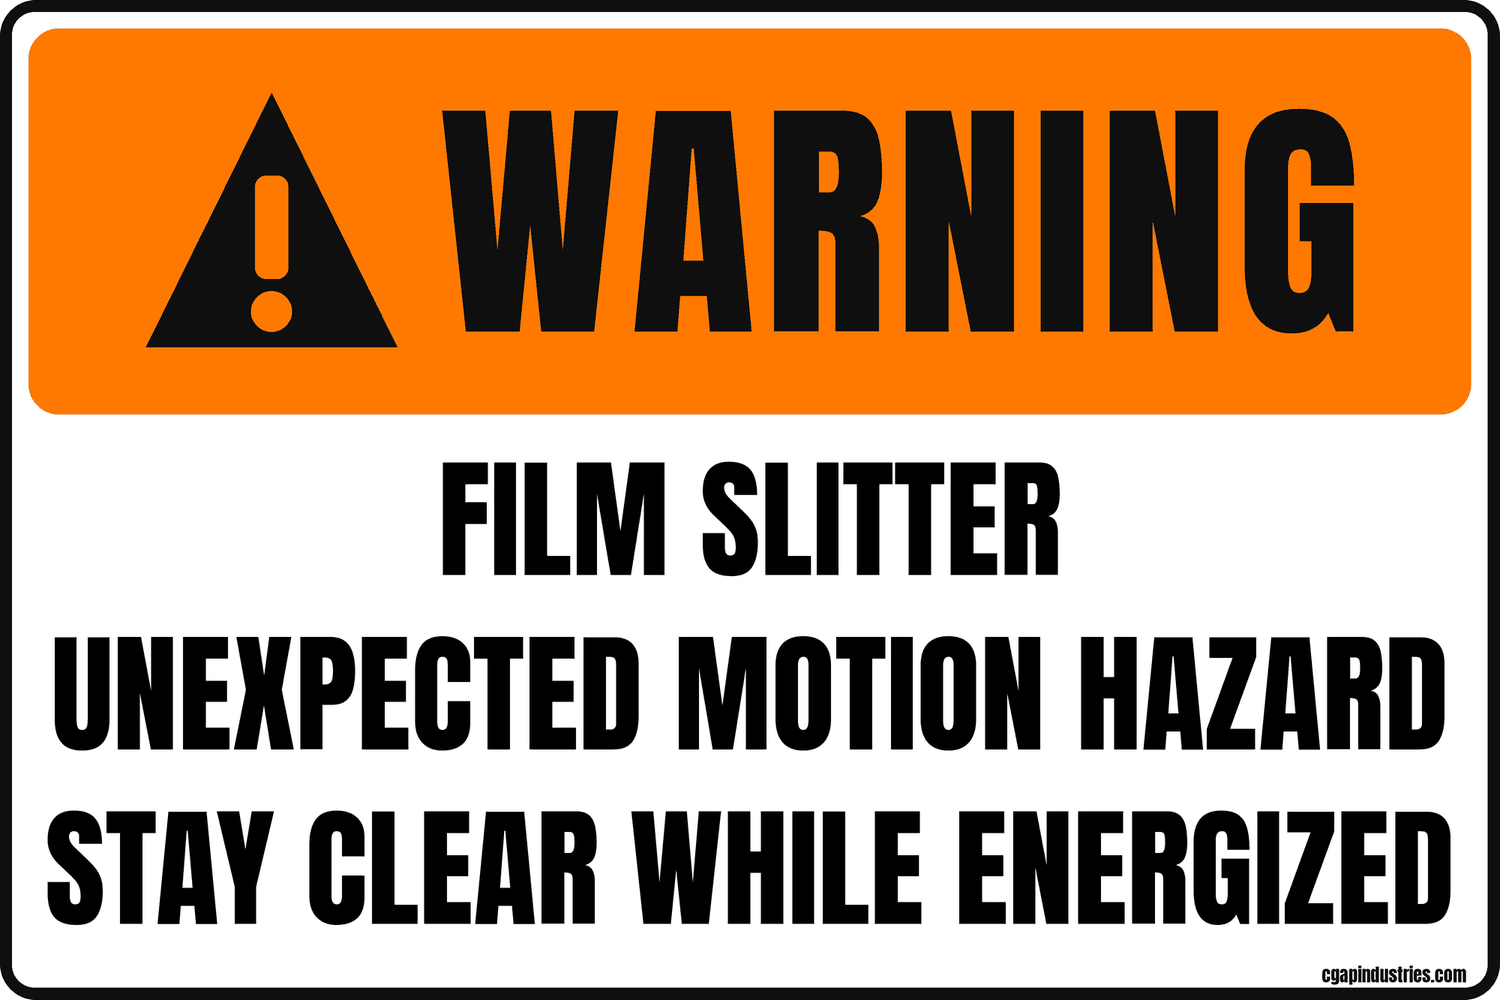 WARNING
FILM SLITTER
UNEXPECTED MOTION HAZARD
STAY CLEAR WHILE ENERGIZED
cgapindustries.com